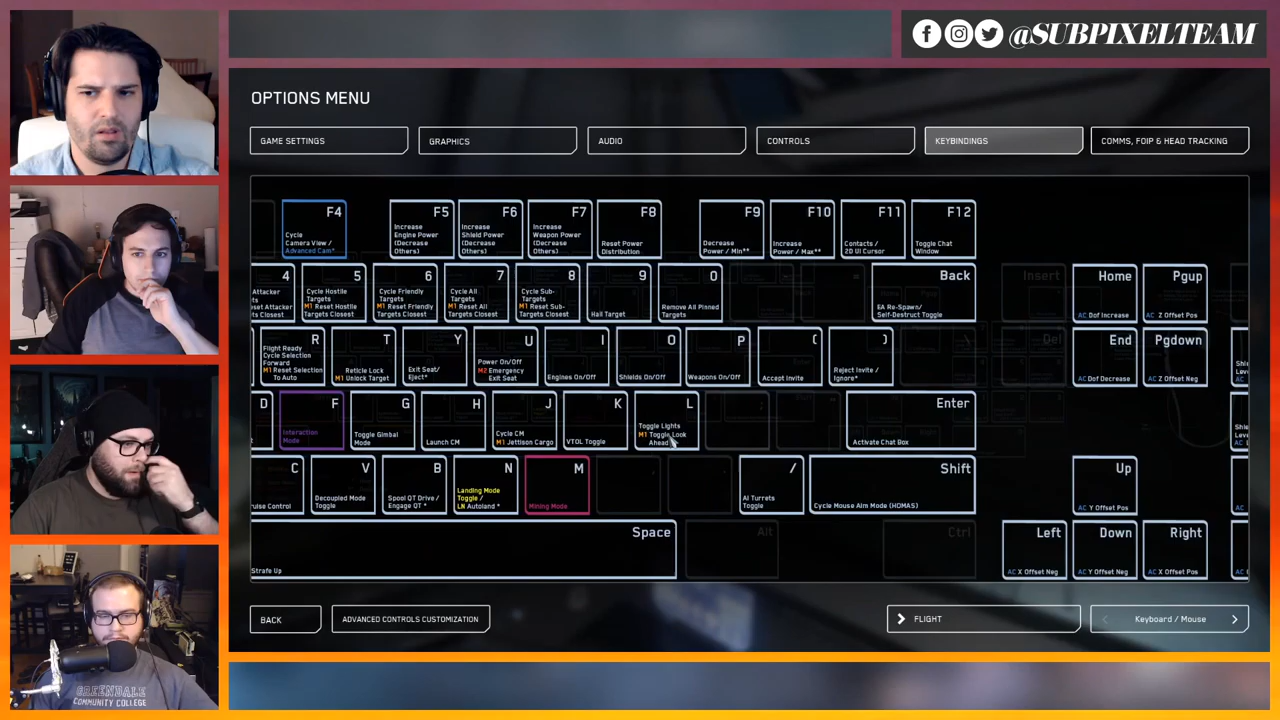 @SUBPIXELTEAM
OPTIONS MENU
GAME SETTINGS
GRAPHICS
AUDIO
CONTROLS
KEYBINDINGS
COMMS, FOIP & HEAD TRACKING
F4
Cycle
Camera View /
Advanced Cam*
F5
Increase
Engine Power
(Decrease
Others)
F6
Increase
Shield Power
(Decrease
Others)
F7
Increase
Weapon Power
(Decrease
Others)
F8
Reset Power
Distribution
F9
Decrease
Power / Min**
F10
Increase
Power / Max**
F11
Contacts /
2D UI Cursor
F12
Toggle Chat
Window
4
Attacker
Closest
5
Cycle Hostile
Targets
M1 Reset Hostile
Targets Closest
6
Cycle Friendly
Targets
M1 Reset Friendly
Targets Closest
7
Cycle All
Targets
M1 Reset All
Targets Closest
8
Cycle Sub-
Targets
M1 Reset Sub-
Targets Closest
9
Hail Target
0
Remove All Pinned
Targets
Back
EA Re-Spawn/
Self-Destruct Toggle
Insert
Home
AC Dof Increase
Pgup
AC Z Offset Pos
R
Flight Ready
Cycle Selection
Forward
M1 Reset Selection
To Auto
T
Reticle Lock
M1 Unlock Target
Y
Exit Seat/
Eject*
U
Power On/Off
M2 Emergency
Exit Seat
I
Engines On/Off
O
Shields On/Off
P
Weapons On/Off
[
Accept Invite
]
Reject Invite /
Ignore*
\
Del
End
AC Dof Decrease
Pgdown
AC Z Offset Neg
D
F
Interaction
Mode
G
Toggle Gimbal
Mode
H
Launch CM
J
Cycle CM
M1 Jettison Cargo
K
VTOL Toggle
L
Toggle Lights
M1 Toggle Look
Ahead
;
Enter
Activate Chat Box
C
ruise Control
V
Decoupled Mode
Toggle
B
Spool QT Drive /
Engage QT *
N
Landing Mode
Toggle /
LN Autoland *
M
Mining Mode
/
AI Turrets
Toggle
Shift
Cycle Mouse Aim Mode (HOMAS)
Up
AC Y Offset Pos
Space
Strafe Up
Alt
Ctrl
Left
AC X Offset Neg
Down
AC Y Offset Neg
Right
AC X Offset Pos
BACK
ADVANCED CONTROLS CUSTOMIZATION
FLIGHT
Keyboard / Mouse
GREENDALE
COMMUNITY COLLEGE